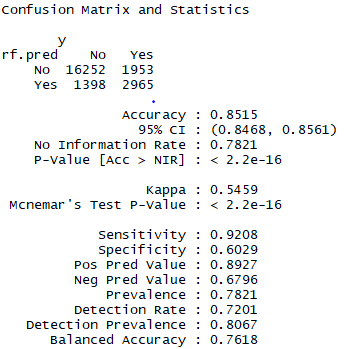 Confusion Matrix and Statistics
y
rf.pred No Yes
No 16252 1953
Yes 1398 2965
Accuracy : 0.8515
95% CI : (0.8468, 0.8561)
No Information Rate : 0.7821
P-Value [Acc > NIR] : < 2.2e-16
Kappa : 0.5459
Mcnemar's Test P-Value : < 2.2e-16
Sensitivity : 0.9208
Specificity : 0.6029
Pos Pred Value : 0.8927
Neg Pred Value : 0.6796
Prevalence : 0.7821
Detection Rate : 0.7201
Detection Prevalence : 0.8067
Balanced Accuracy : 0.7618